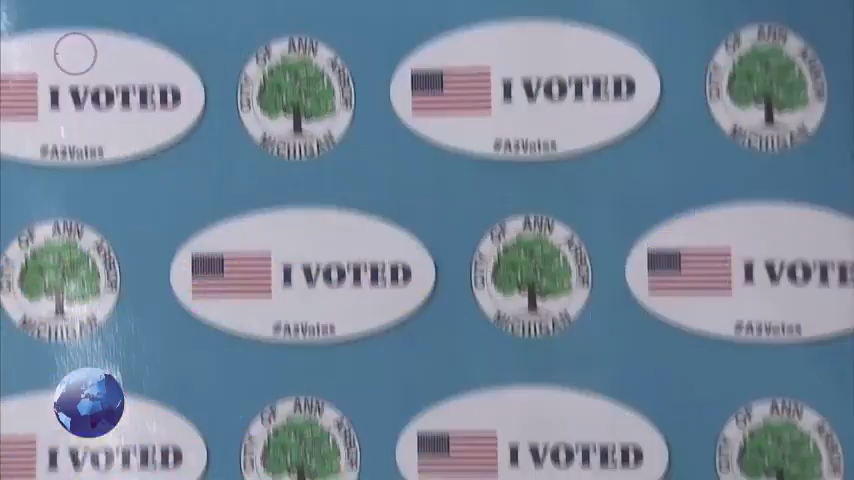 I VOTED
#A2Votes
CITY OF ANN ARBOR
MICHIGAN
I VOTED
#A2Votes
CITY OF ANN ARBOR
MICHIGAN
CITY OF ANN ARBOR
MICHIGAN
I VOTED
#A2Votes
CITY OF ANN ARBOR
MICHIGAN
I VOTE
#A2Votes
I VOTED
CITY OF ANN ARBOR
I VOTED
CITY OF ANN ARBOR